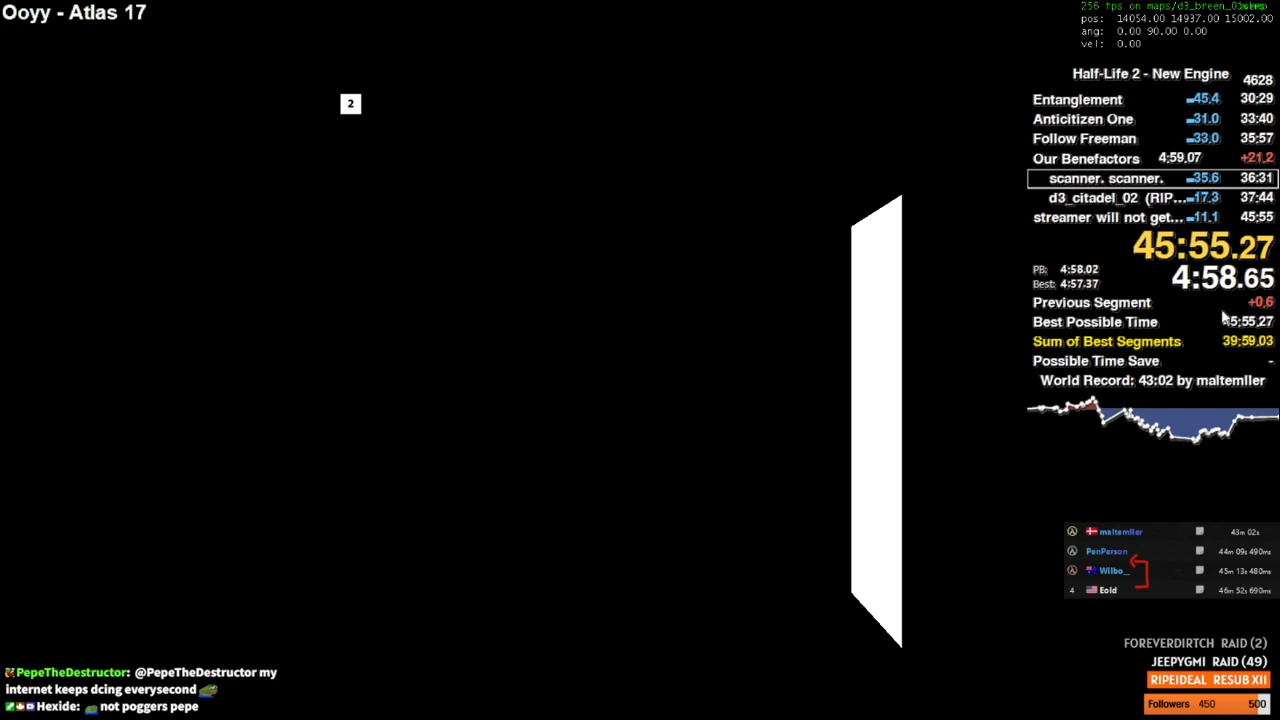 Ooyy - Atlas 17
256 fps on maps/d3_breen_01
pos: 14054.00 14937.00 15002.00
ang: 0.00 90.00 0.00
vel: 0.00
2
Half-Life 2 - New Engine 4628
Entanglement -45.4 30:29
Anticitizen One -31.0 33:40
Follow Freeman -33.0 35:57
Our Benefactors 4:59.07 +21.2
scanner. scanner. -35.6 36:31
d3_citadel_02 (RIP... -17.3 37:44
streamer will not get... -11.1 45:55
45:55.27
PB: 4:58.02
Best: 4:57.37
4:58.65
Previous Segment +0.6
Best Possible Time 45:55.27
Sum of Best Segments 39:59.03
Possible Time Save -
World Record: 43:02 by maltemller
maltemller 43m 02s
PenPerson 44m 09s 490ms
Wilbo__ 45m 13s 480ms
4 Eold 46m 52s 690ms
FOREVERDIRTCH RAID (2)
JEEPYGMI RAID (49)
RIPEIDEAL RESUB XII
Followers 450 500
PepeTheDestructor: @PepeTheDestructor my
internet keeps dcing everysecond
Hexide: not poggers pepe